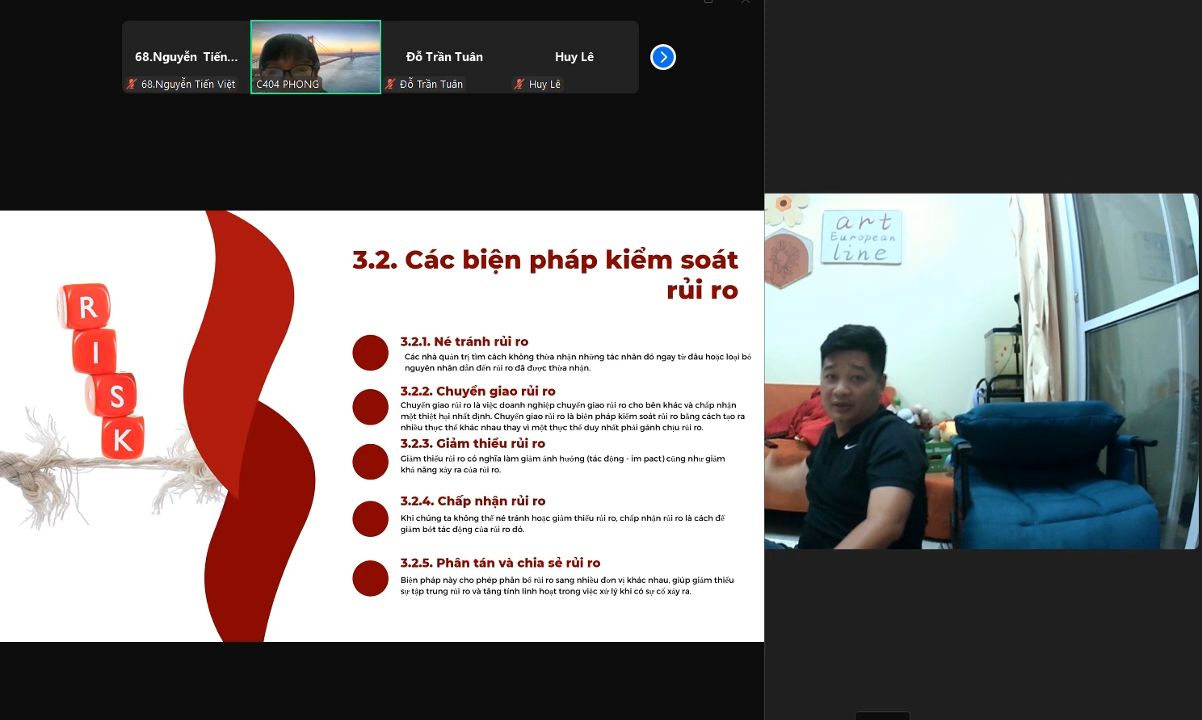 68.Nguyễn Tiến...
Đỗ Trần Tuân
Huy Lê
68.Nguyễn Tiến Việt
C404 PHONG
Đỗ Trần Tuân
Huy Lê
3.2. Các biện pháp kiểm soát
rủi ro
R
I
S
K
3.2.1. Né tránh rủi ro
Các nhà quản trị tìm cách không thừa nhận những tác nhân đó ngay từ đầu hoặc loại bỏ
nguyên nhân dẫn đến rủi ro đã được thừa nhận.
3.2.2. Chuyển giao rủi ro
Chuyển giao rủi ro là việc doanh nghiệp chuyển giao rủi ro cho bên khác và chấp nhận
một thiệt hại nhất định. Chuyển giao rủi ro là biện pháp kiểm soát rủi ro bằng cách tạo ra
nhiều thực thể khác nhau thay vì một thực thể duy nhất phải gánh chịu rủi ro.
3.2.3. Giảm thiểu rủi ro
Giảm thiểu rủi ro có nghĩa làm giảm ảnh hưởng (tác động - im pact) cũng như giảm
khả năng xảy ra của rủi ro.
3.2.4. Chấp nhận rủi ro
Khi chúng ta không thể né tránh hoặc giảm thiểu rủi ro, chấp nhận rủi ro là cách để
giảm bớt tác động của rủi ro đó.
3.2.5. Phân tán và chia sẻ rủi ro
Biện pháp này cho phép phân bổ rủi ro sang nhiều đơn vị khác nhau, giúp giảm thiểu
sự tập trung rủi ro và tăng tính linh hoạt trong việc xử lý khi có sự cố xảy ra.
art
European
line